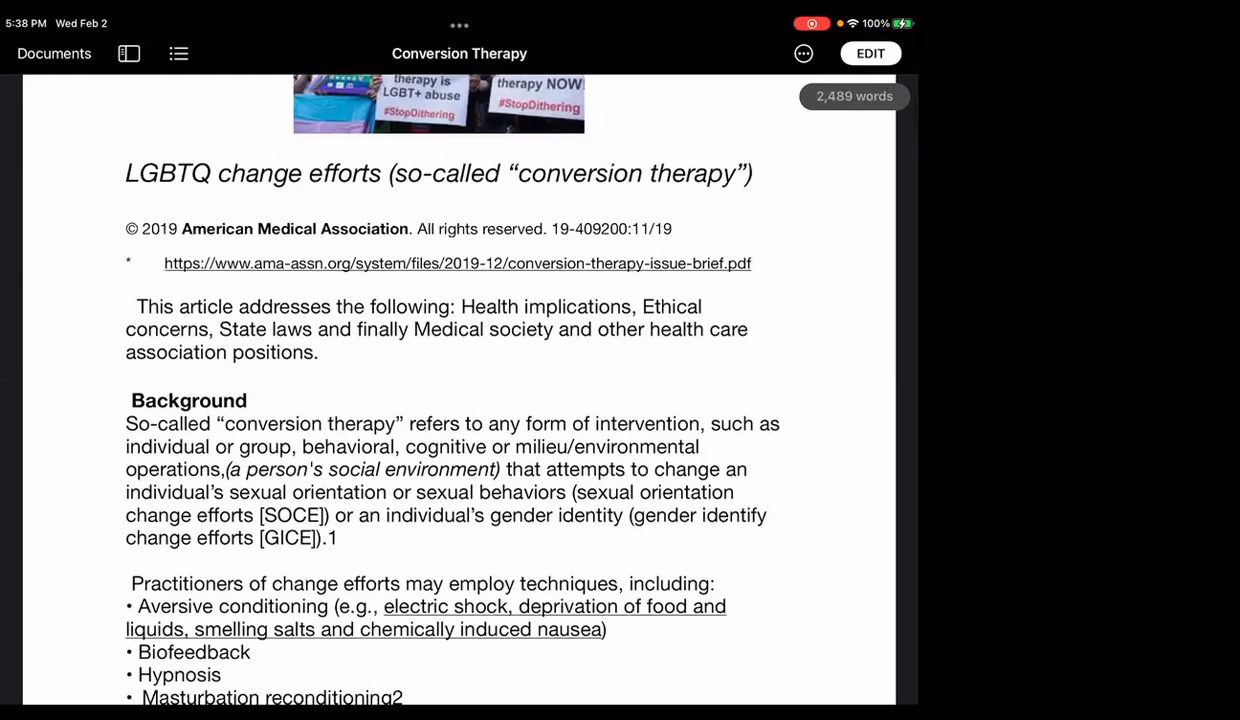 5:38 PM Wed Feb 2
100%
Documents
Conversion Therapy
EDIT
2,489 words
therapy is
LGBT+ abuse
#StopDithering
therapy NOW!
#StopDithering
LGBTQ change efforts (so-called “conversion therapy”)
© 2019 American Medical Association. All rights reserved. 19-409200:11/19
* https://www.ama-assn.org/system/files/2019-12/conversion-therapy-issue-brief.pdf
This article addresses the following: Health implications, Ethical
concerns, State laws and finally Medical society and other health care
association positions.
Background
So-called “conversion therapy” refers to any form of intervention, such as
individual or group, behavioral, cognitive or milieu/environmental
operations,(a person's social environment) that attempts to change an
individual’s sexual orientation or sexual behaviors (sexual orientation
change efforts [SOCE]) or an individual’s gender identity (gender identify
change efforts [GICE]).1
Practitioners of change efforts may employ techniques, including:
• Aversive conditioning (e.g., electric shock, deprivation of food and
liquids, smelling salts and chemically induced nausea)
• Biofeedback
• Hypnosis
• Masturbation reconditioning2